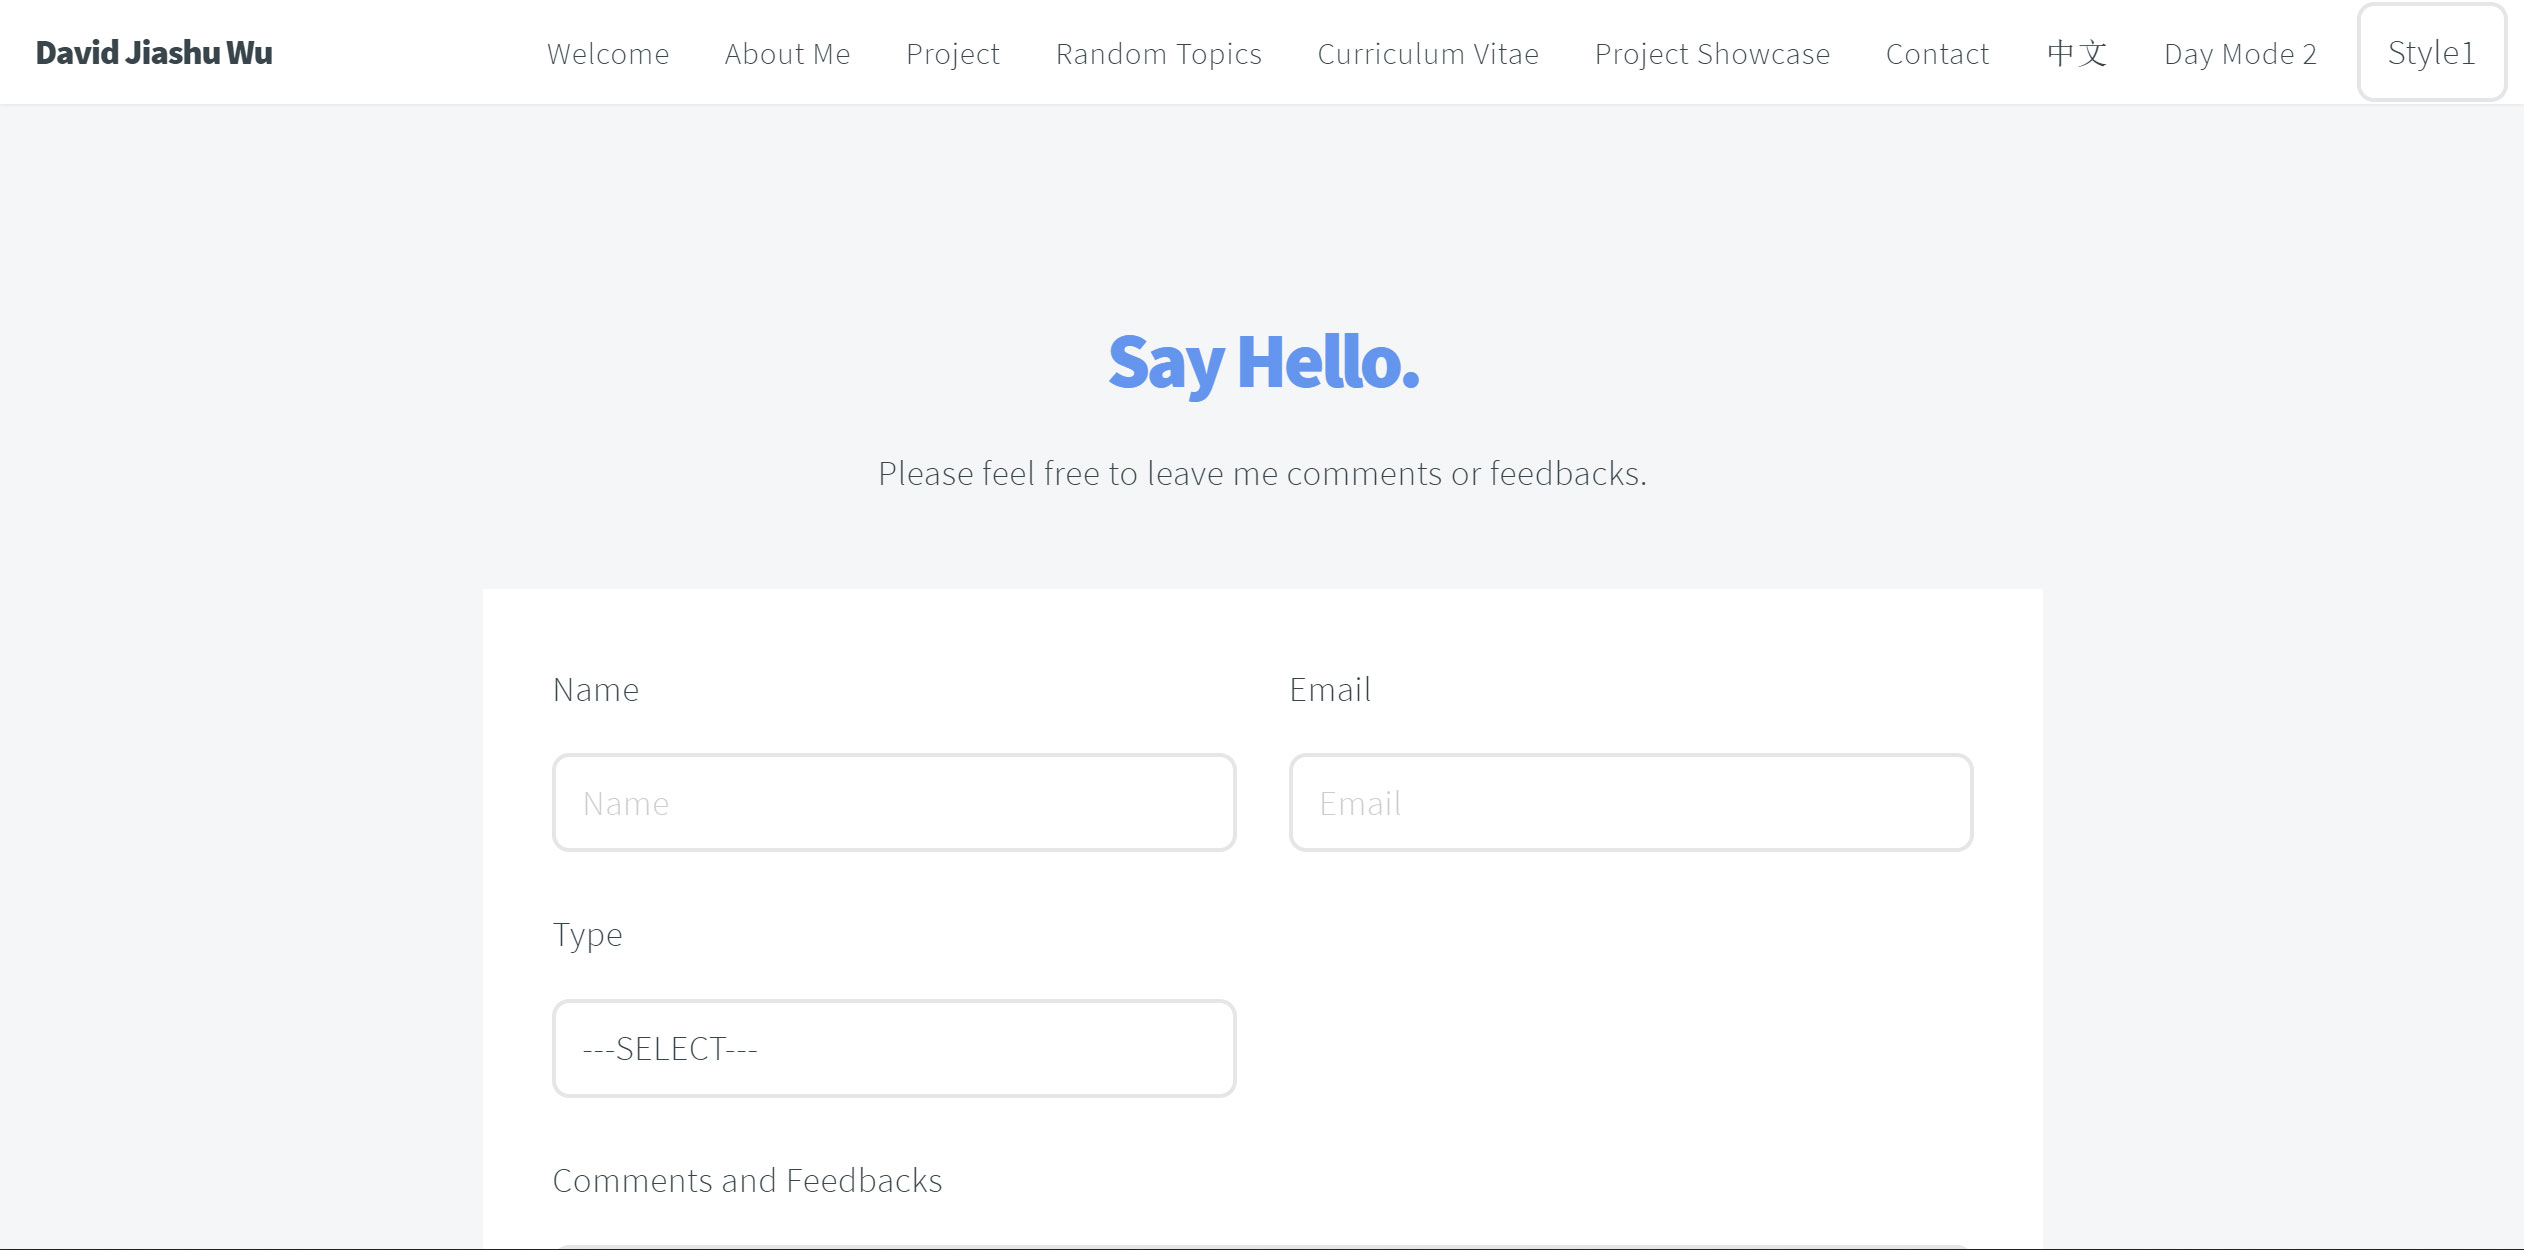 David Jiashu Wu Welcome About Me Project Random Topics Curriculum Vitae Project Showcase Contact 中文 Day Mode 2 Style1
Say Hello.
Please feel free to leave me comments or feedbacks.
Name Email
Name Email
Type
---SELECT---
Comments and Feedbacks